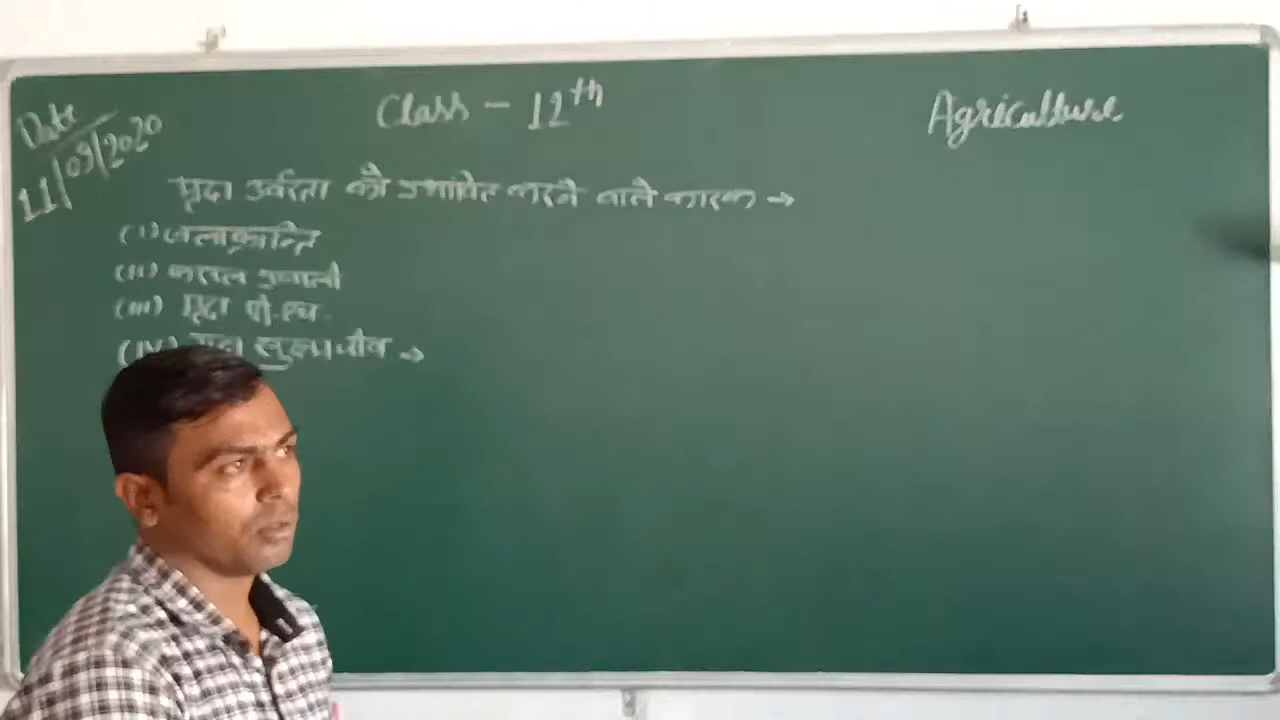 Date 11/09/2020
Class - 12th
Agriculture
मृदा उर्वरता को प्रभावित करने वाले कारक →
(i) जलाक्रान्ति
(ii) फसल प्रणाली
(iii) मृदा पी.एच.
(iv) मृदा सूक्ष्मजीव →